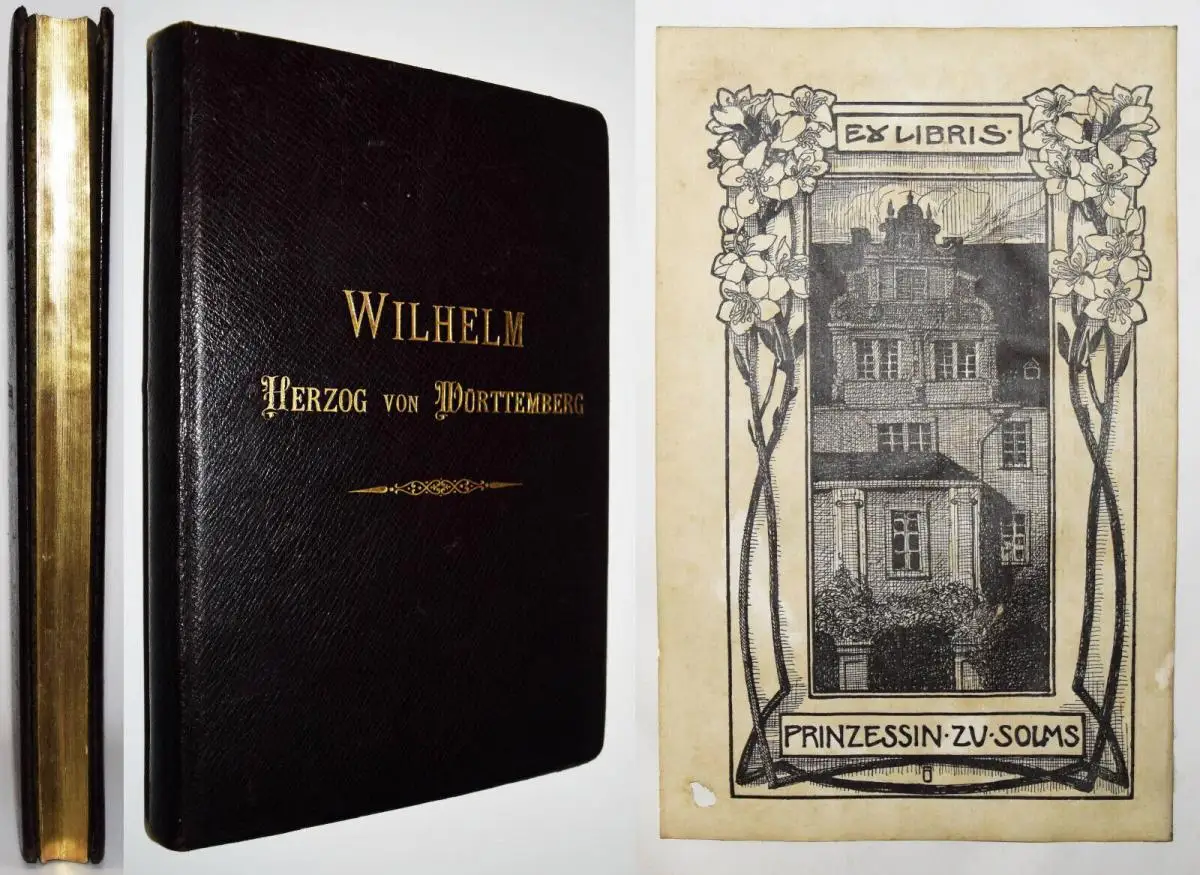 WILHELM
HERZOG VON WÜRTTEMBERG
EX LIBRIS·
PRINZESSIN·ZU·SOLMS